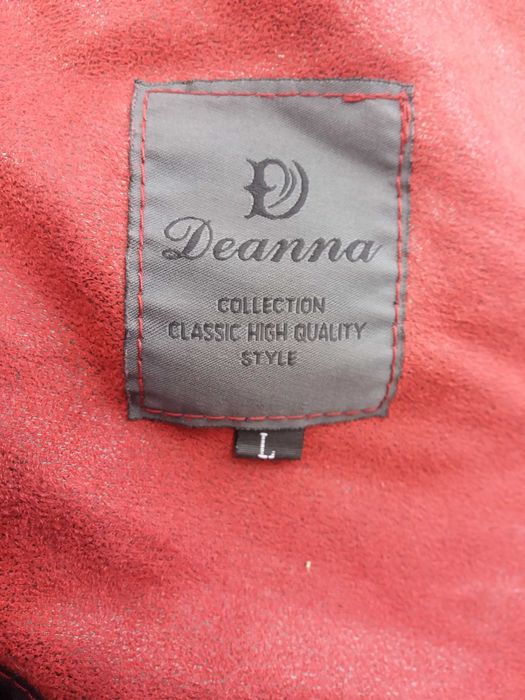 D
Deanna
COLLECTION
CLASSIC HIGH QUALITY
STYLE
L